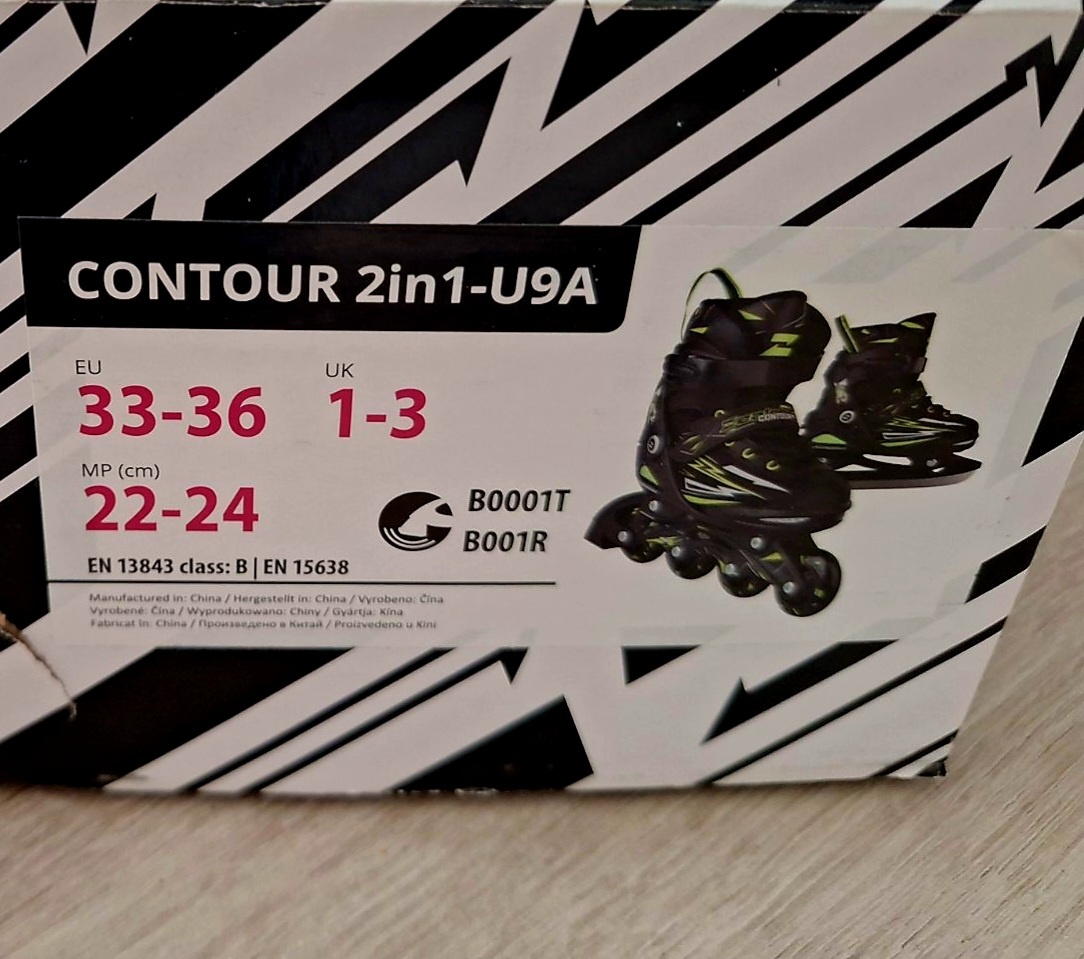 CONTOUR 2in1-U9A
EU
33-36
UK
1-3
MP (cm)
22-24
B0001T
B001R
EN 13843 class: B | EN 15638
Manufactured in: China / Hergestellt in: China / Vyrobeno: Čína
Vyrobené: Čína / Wyprodukowano: Chiny / Gyártja: Kína
Fabricat în: China / Произведено в Китай / Proizvedeno u Kini
CONTOUR